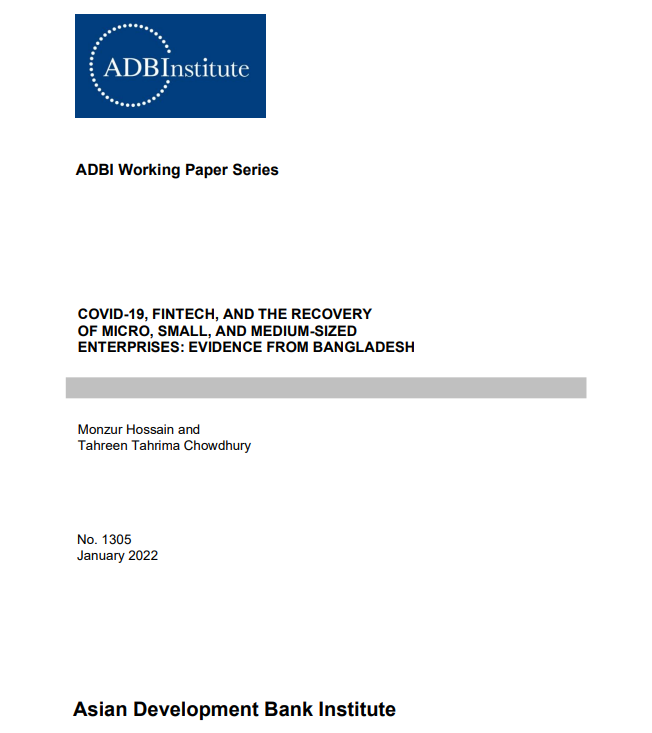 ADBInstitute
ADBI Working Paper Series
COVID-19, FINTECH, AND THE RECOVERY
OF MICRO, SMALL, AND MEDIUM-SIZED
ENTERPRISES: EVIDENCE FROM BANGLADESH
Monzur Hossain and
Tahreen Tahrima Chowdhury
No. 1305
January 2022
Asian Development Bank Institute